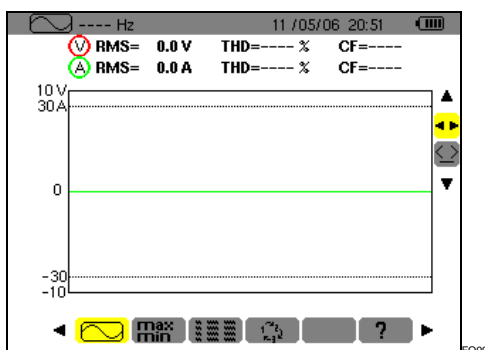 ---- Hz 11/05/06 20:51
V RMS= 0.0 V THD=---- % CF=----
A RMS= 0.0 A THD=---- % CF=----
10 V
30 A
0
-30
-10
max
min
?